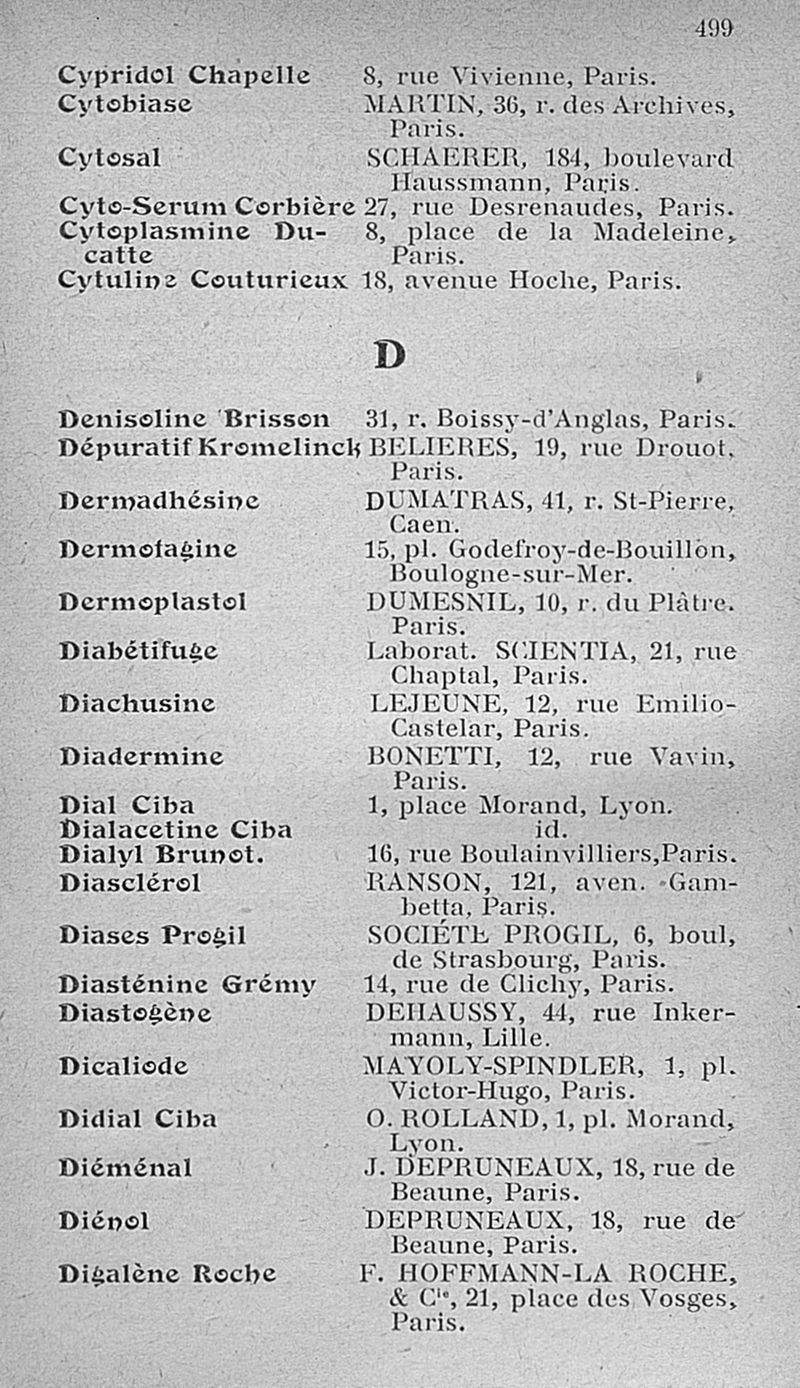 499
Cypridol Chapelle 8, rue Vivienne, Paris.
Cytobiase MARTIN, 36, r. des Archives,
Paris.
Cytosal SCHAERER, 184, boulevard
Haussmann, Paris.
Cyto-Serum Corbière 27, rue Desrenaudes, Paris.
Cytoplasmine Du- 8, place de la Madeleine,
catte Paris.
Cytuline Couturieux 18, avenue Hoche, Paris.
D
Denisoline Brisson 31, r. Boissy-d'Anglas, Paris.
Dépuratif Kromelinck BELIERES, 19, rue Drouot,
Paris.
Dermadhésine DUMATRAS, 41, r. St-Pierre,
Caen.
Dermofagine 15, pl. Godefroy-de-Bouillon,
Boulogne-sur-Mer.
Dermoplastol DUMESNIL, 10, r. du Plâtre.
Paris.
Diabétifuge Laborat. SCIENTIA, 21, rue
Chaptal, Paris.
Diachusine LEJEUNE, 12, rue Emilio-
Castelar, Paris.
Diadermine BONETTI, 12, rue Vavin,
Paris.
Dial Ciba 1, place Morand, Lyon.
Dialacetine Ciba id.
Dialyl Brunot. 16, rue Boulainvilliers,Paris.
Diasclérol RANSON, 121, aven. Gam-
betta, Paris.
Diases Progil SOCIÉTÉ PROGIL, 6, boul,
de Strasbourg, Paris.
Diasténine Grémy 14, rue de Clichy, Paris.
Diastogène DEHAUSSY, 44, rue Inker-
mann, Lille.
Dicaliode MAYOLY-SPINDLER, 1, pl.
Victor-Hugo, Paris.
Didial Ciba O. ROLLAND, 1, pl. Morand,
Lyon.
Diéménal J. DEPRUNEAUX, 18, rue de
Beaune, Paris.
Diénol DEPRUNEAUX, 18, rue de
Beaune, Paris.
Digalène Roche F. HOFFMANN-LA ROCHE,
& Cie, 21, place des Vosges,
Paris.